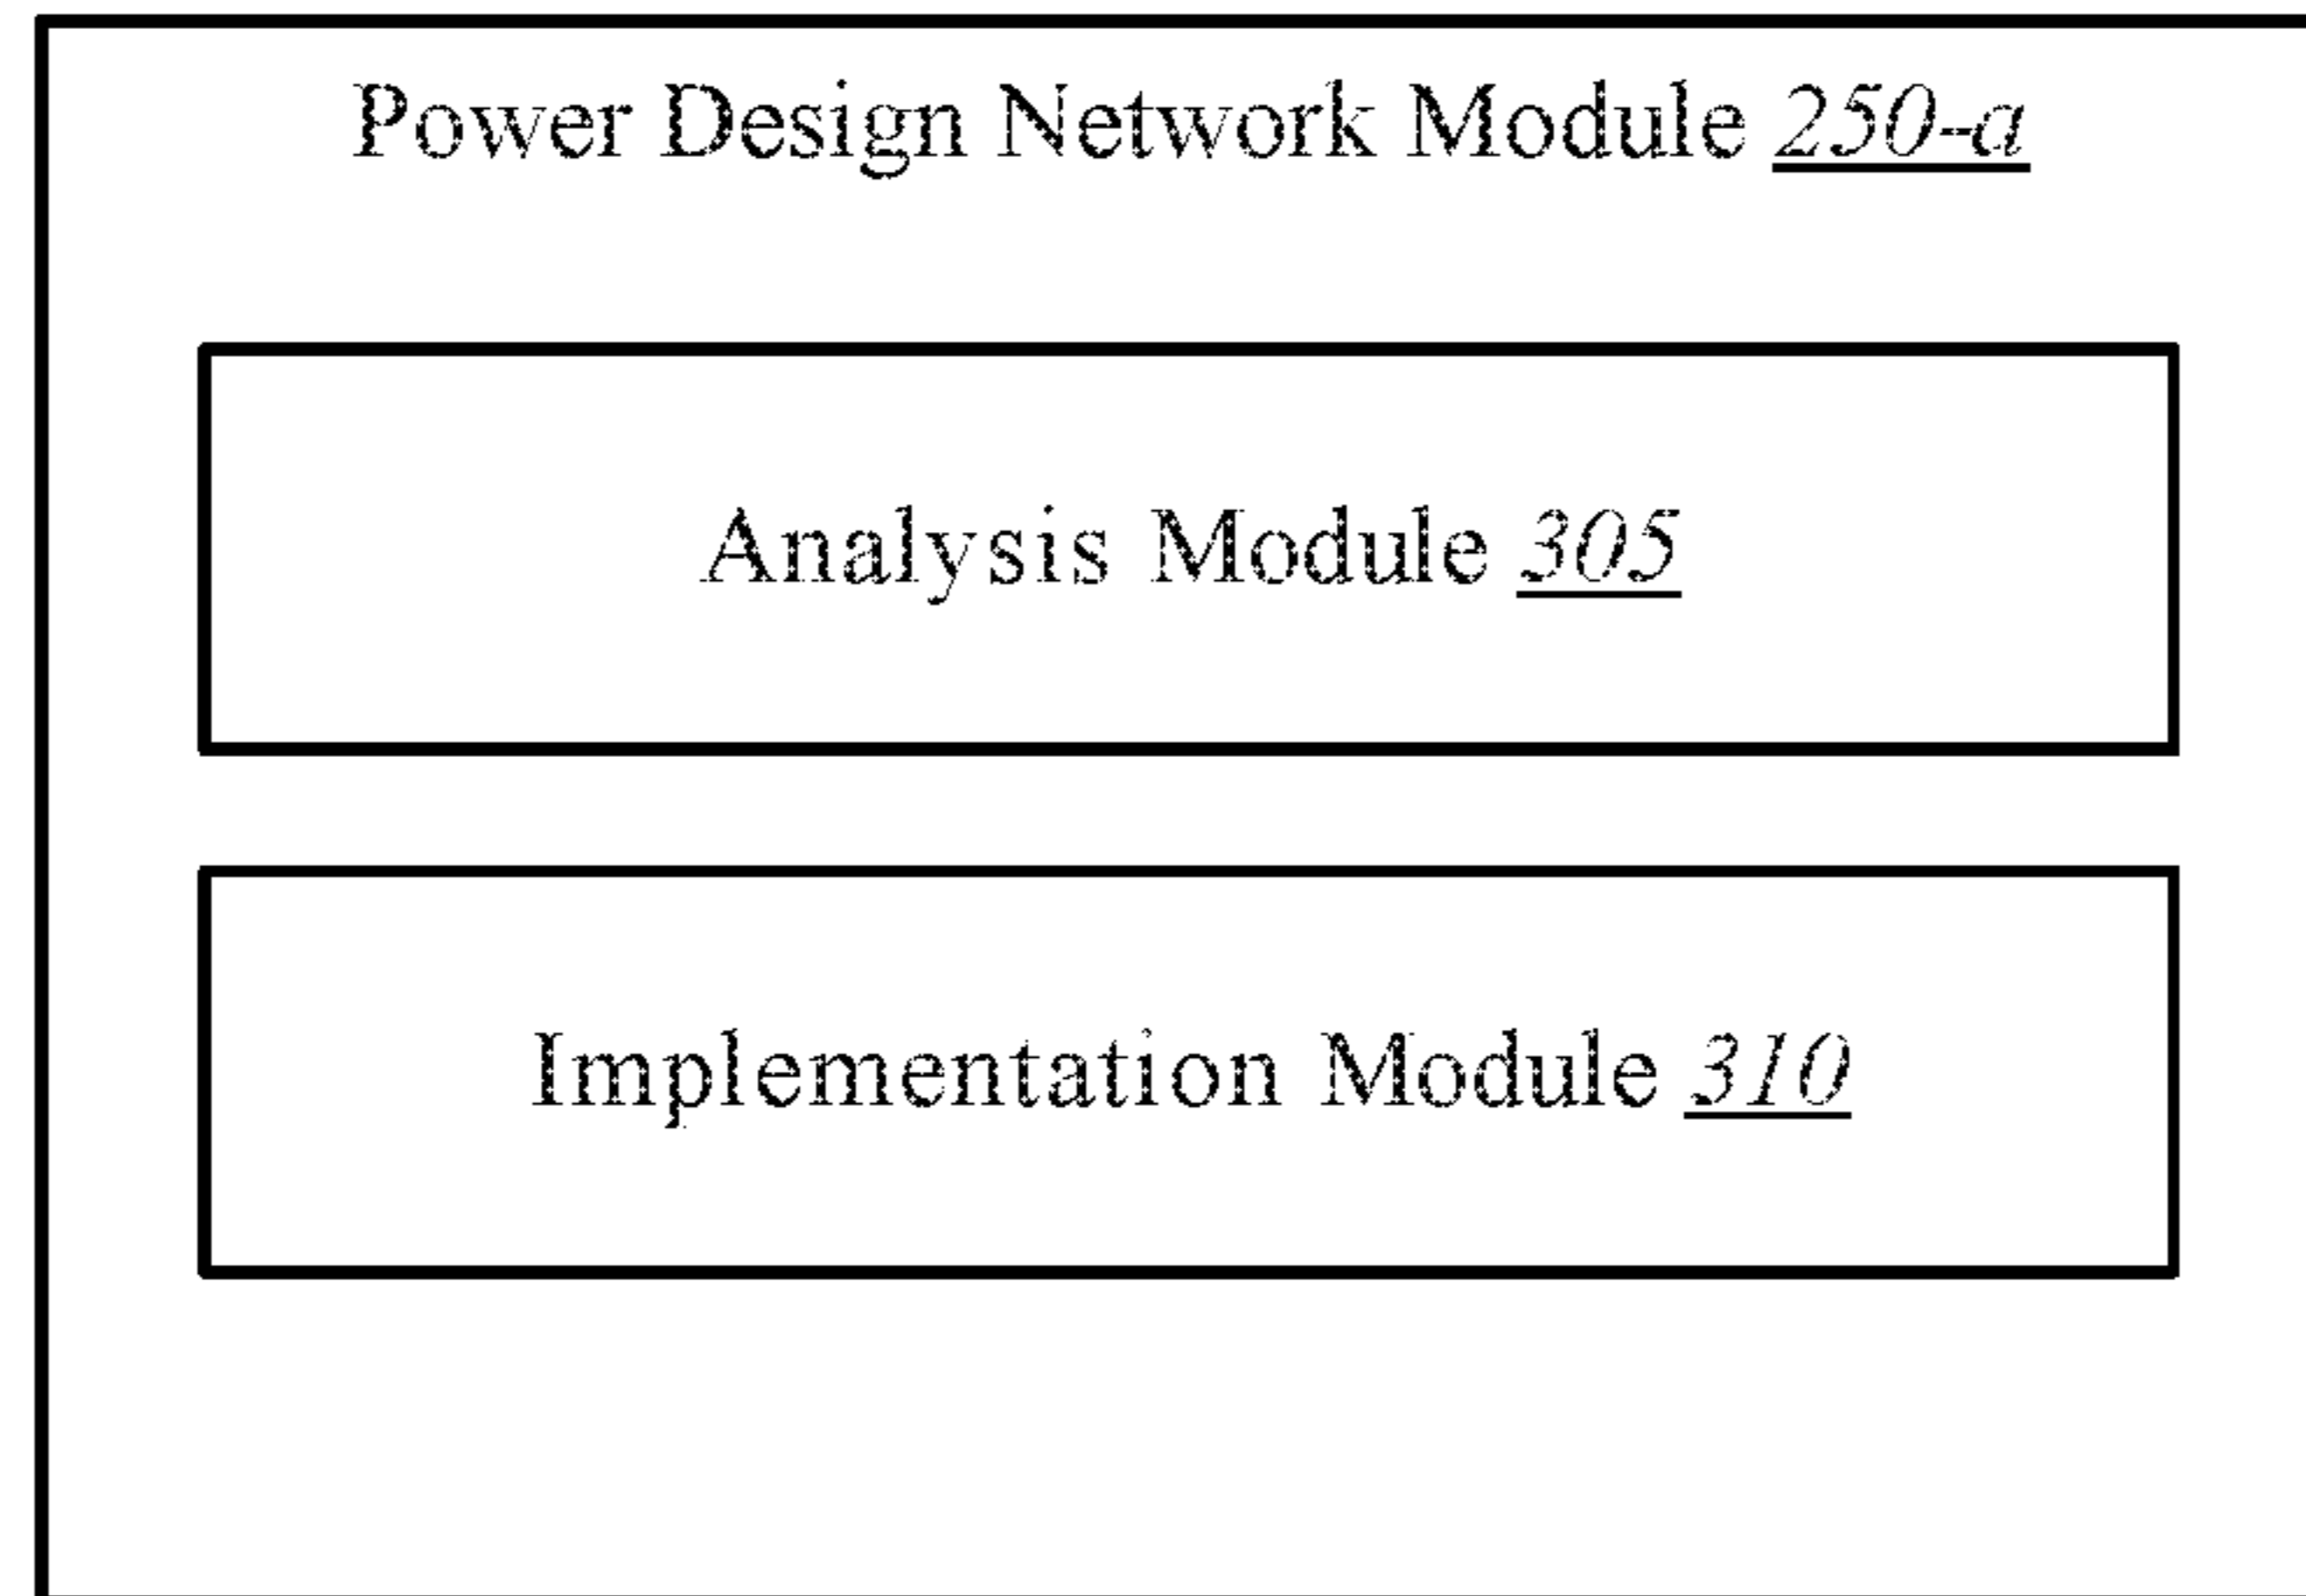 Power Design Network Module 250-a
Analysis Module 305
Implementation Module 310